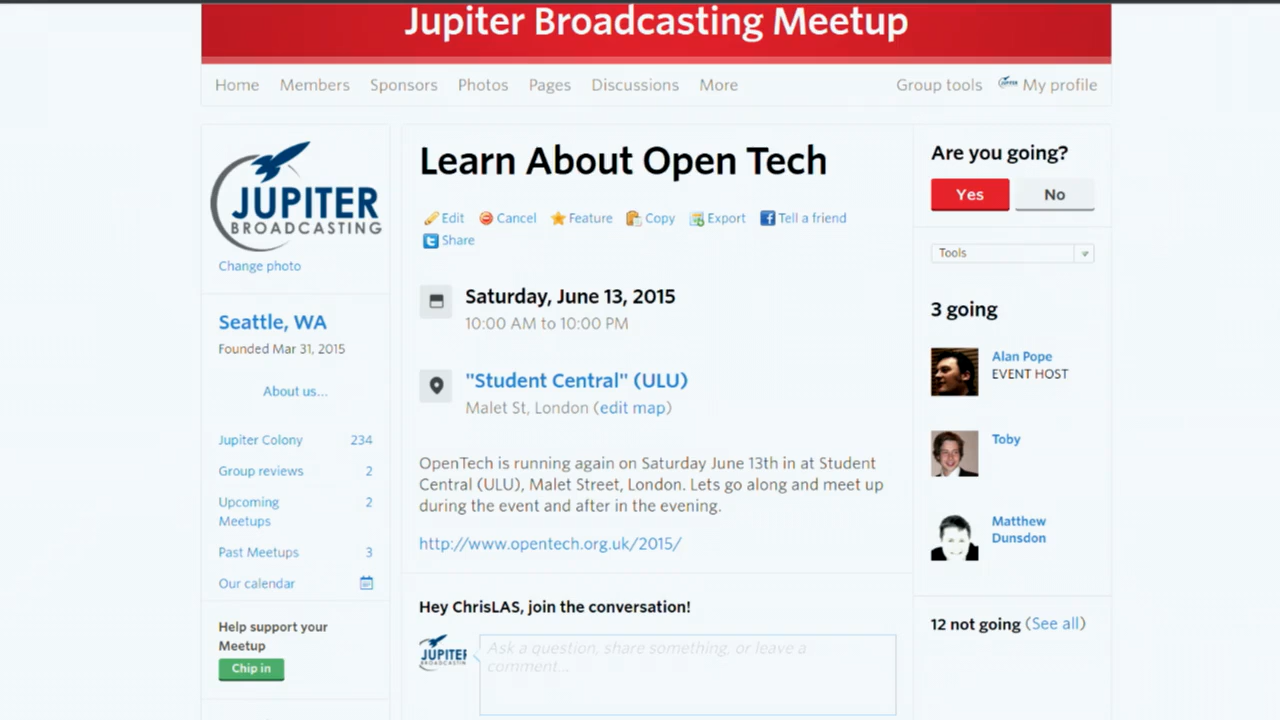 Jupiter Broadcasting Meetup
Home Members Sponsors Photos Pages Discussions More Group tools My profile
JUPITER
BROADCASTING
Change photo
Seattle, WA
Founded Mar 31, 2015
About us...
Jupiter Colony 234
Group reviews 2
Upcoming
Meetups 2
Past Meetups 3
Our calendar
Help support your
Meetup
Chip in
Learn About Open Tech
Edit Cancel Feature Copy Export Tell a friend
Share
Saturday, June 13, 2015
10:00 AM to 10:00 PM
"Student Central" (ULU)
Malet St, London (edit map)
OpenTech is running again on Saturday June 13th in at Student
Central (ULU), Malet Street, London. Lets go along and meet up
during the event and after in the evening.
http://www.opentech.org.uk/2015/
Hey ChrisLAS, join the conversation!
JUPITER
BROADCASTING
Ask a question, share something, or leave a
comment...
Are you going?
Yes No
Tools
3 going
Alan Pope
EVENT HOST
Toby
Matthew
Dunsdon
12 not going (See all)